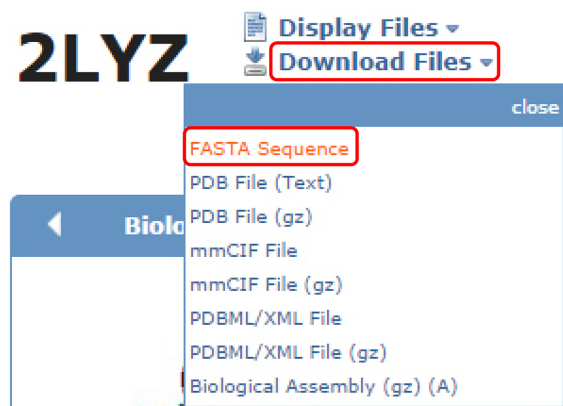 2LYZ
Display Files
Download Files
close
FASTA Sequence
PDB File (Text)
PDB File (gz)
mmCIF File
mmCIF File (gz)
PDBML/XML File
PDBML/XML File (gz)
Biological Assembly (gz) (A)